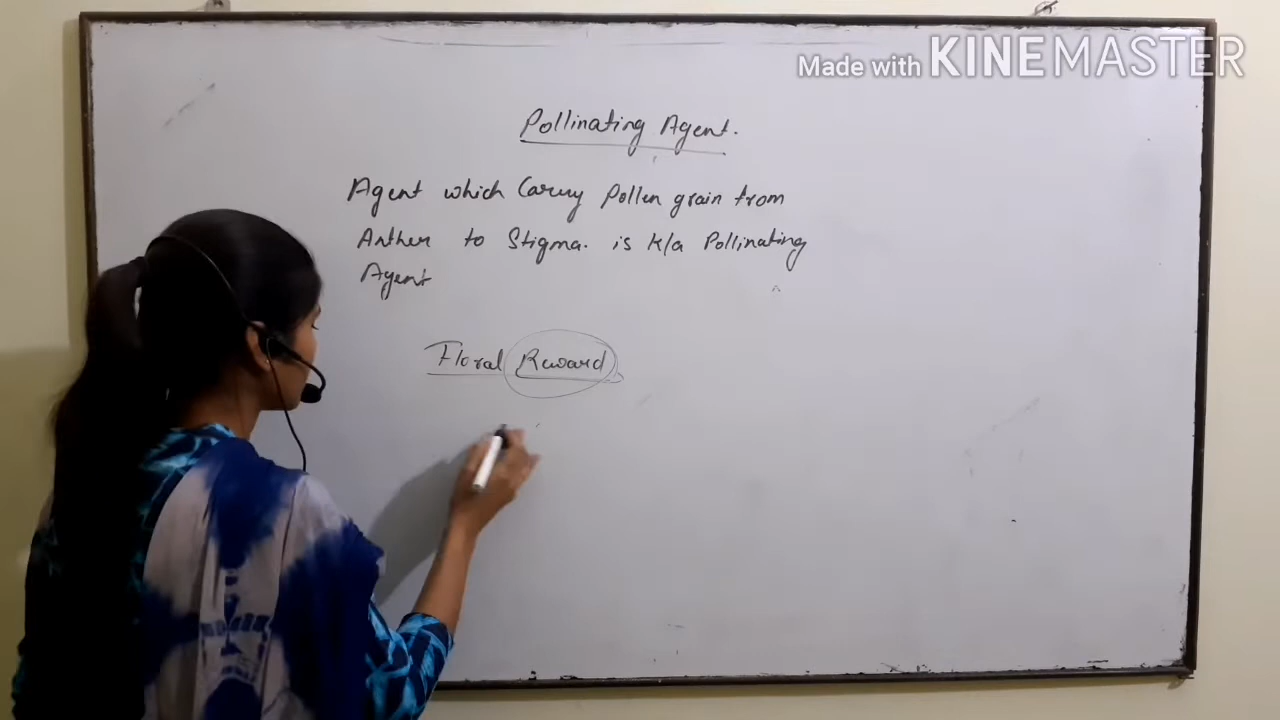 Made with KINEMASTER
Pollinating Agent.
Agent which Carry Pollen grain from
Anther to Stigma. is k/a Pollinating
Agent
Floral Reward